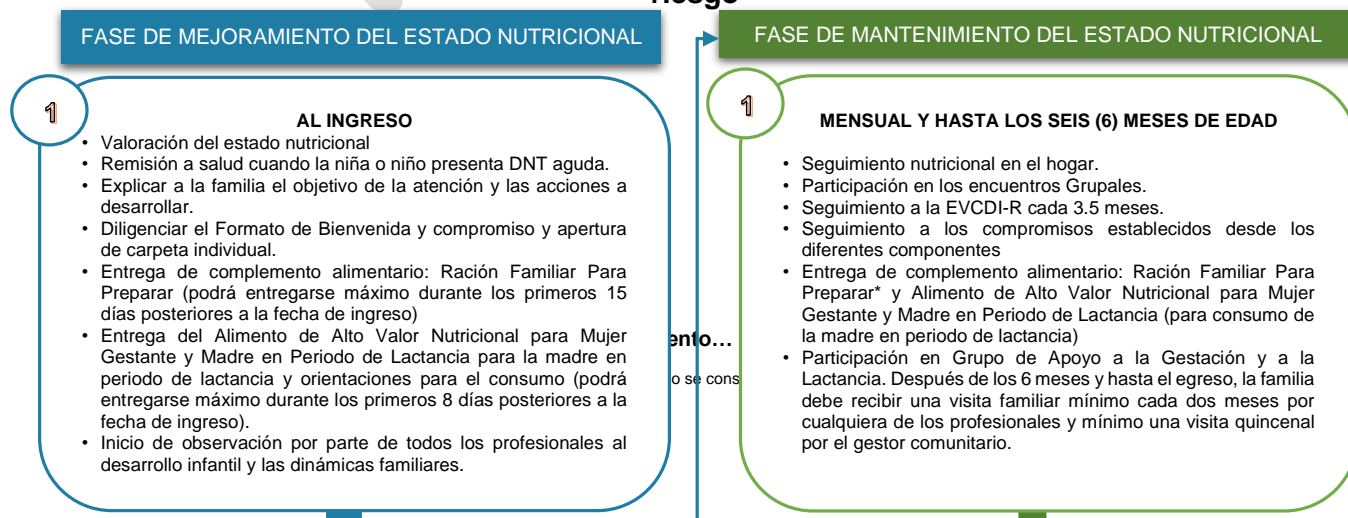 riesgo
FASE DE MEJORAMIENTO DEL ESTADO NUTRICIONAL
1
AL INGRESO
• Valoración del estado nutricional
• Remisión a salud cuando la niña o niño presenta DNT aguda.
• Explicar a la familia el objetivo de la atención y las acciones a
desarrollar.
• Diligenciar el Formato de Bienvenida y compromiso y apertura
de carpeta individual.
• Entrega de complemento alimentario: Ración Familiar Para
Preparar (podrá entregarse máximo durante los primeros 15
días posteriores a la fecha de ingreso)
• Entrega del Alimento de Alto Valor Nutricional para Mujer
Gestante y Madre en Periodo de Lactancia para la madre en
periodo de lactancia y orientaciones para el consumo (podrá
entregarse máximo durante los primeros 8 días posteriores a la
fecha de ingreso).
• Inicio de observación por parte de todos los profesionales al
desarrollo infantil y las dinámicas familiares.
ento…
o se cons
FASE DE MANTENIMIENTO DEL ESTADO NUTRICIONAL
1
MENSUAL Y HASTA LOS SEIS (6) MESES DE EDAD
• Seguimiento nutricional en el hogar.
• Participación en los encuentros Grupales.
• Seguimiento a la EVCDI-R cada 3.5 meses.
• Seguimiento a los compromisos establecidos desde los
diferentes componentes
• Entrega de complemento alimentario: Ración Familiar Para
Preparar* y Alimento de Alto Valor Nutricional para Mujer
Gestante y Madre en Periodo de Lactancia (para consumo de
la madre en periodo de lactancia)
• Participación en Grupo de Apoyo a la Gestación y a la
Lactancia. Después de los 6 meses y hasta el egreso, la familia
debe recibir una visita familiar mínimo cada dos meses por
cualquiera de los profesionales y mínimo una visita quincenal
por el gestor comunitario.